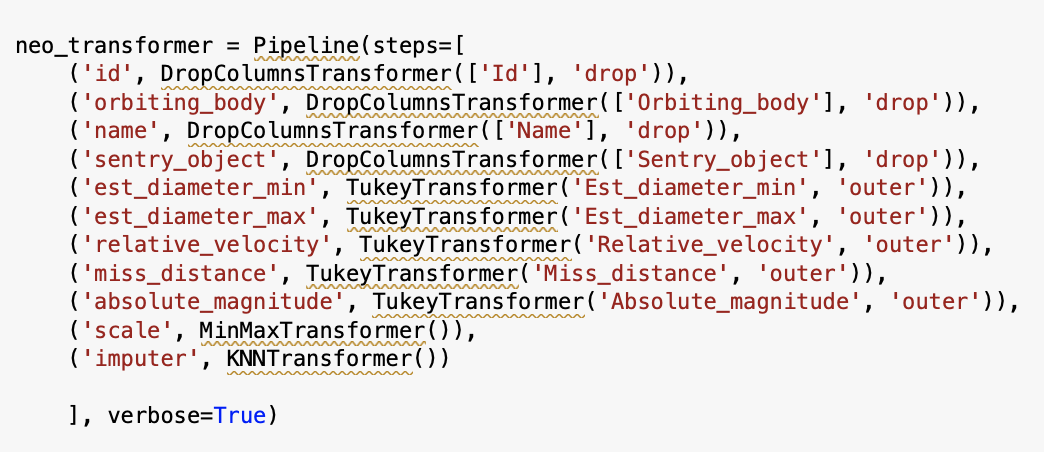 neo_transformer = Pipeline(steps=[
    ('id', DropColumnsTransformer(['Id'], 'drop')),
    ('orbiting_body', DropColumnsTransformer(['Orbiting_body'], 'drop')),
    ('name', DropColumnsTransformer(['Name'], 'drop')),
    ('sentry_object', DropColumnsTransformer(['Sentry_object'], 'drop')),
    ('est_diameter_min', TukeyTransformer('Est_diameter_min', 'outer')),
    ('est_diameter_max', TukeyTransformer('Est_diameter_max', 'outer')),
    ('relative_velocity', TukeyTransformer('Relative_velocity', 'outer')),
    ('miss_distance', TukeyTransformer('Miss_distance', 'outer')),
    ('absolute_magnitude', TukeyTransformer('Absolute_magnitude', 'outer')),
    ('scale', MinMaxTransformer()),
    ('imputer', KNNTransformer())
    ], verbose=True)